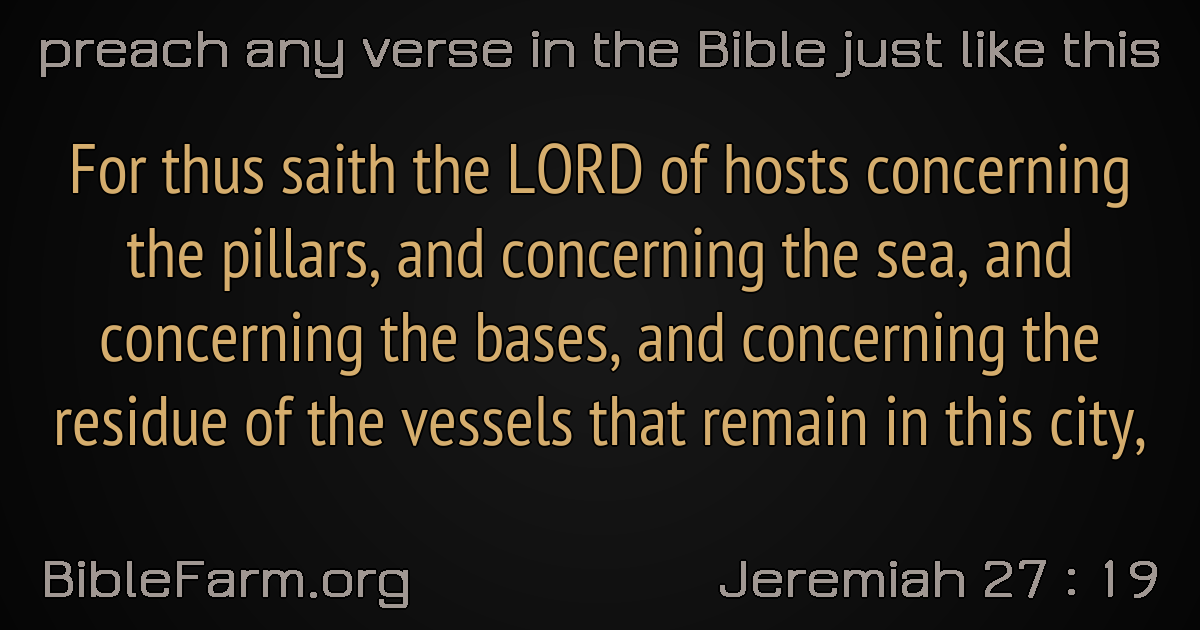 preach any verse in the Bible just like this
For thus saith the LORD of hosts concerning
the pillars, and concerning the sea, and
concerning the bases, and concerning the
residue of the vessels that remain in this city,
BibleFarm.org
Jeremiah 27 : 19